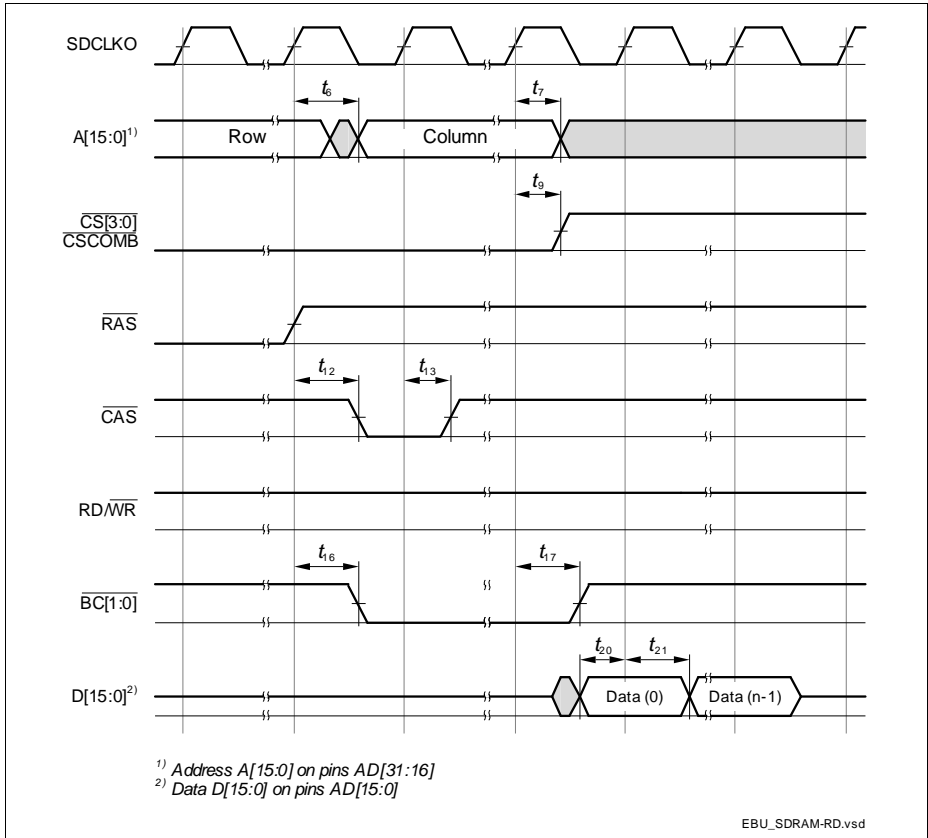 SDCLKO
t6
t7
A[15:0]1)
Row
Column
t9
CS[3:0]
CSCOMB
RAS
t12
t13
CAS
RD/WR
t16
t17
BC[1:0]
t20
t21
D[15:0]2)
Data (0)
Data (n-1)
1) Address A[15:0] on pins AD[31:16]
2) Data D[15:0] on pins AD[15:0]
EBU_SDRAM-RD.vsd